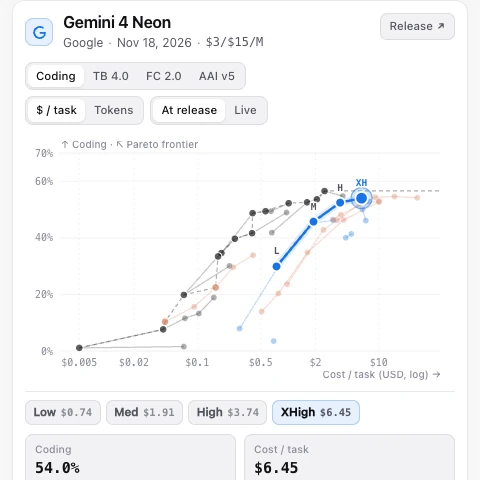 Gemini 4 Neon
Google · Nov 18, 2026 · $3/$15/M
Release ↗
Coding TB 4.0 FC 2.0 AAI v5
$ / task Tokens At release Live
↑ Coding · ↖ Pareto frontier
70%
60%
40%
20%
0%
L
M
H
XH
$0.005 $0.02 $0.1 $0.5 $2 $10
Cost / task (USD, log) →
Low $0.74 Med $1.91 High $3.74 XHigh $6.45
Coding
54.0%
Cost / task
$6.45